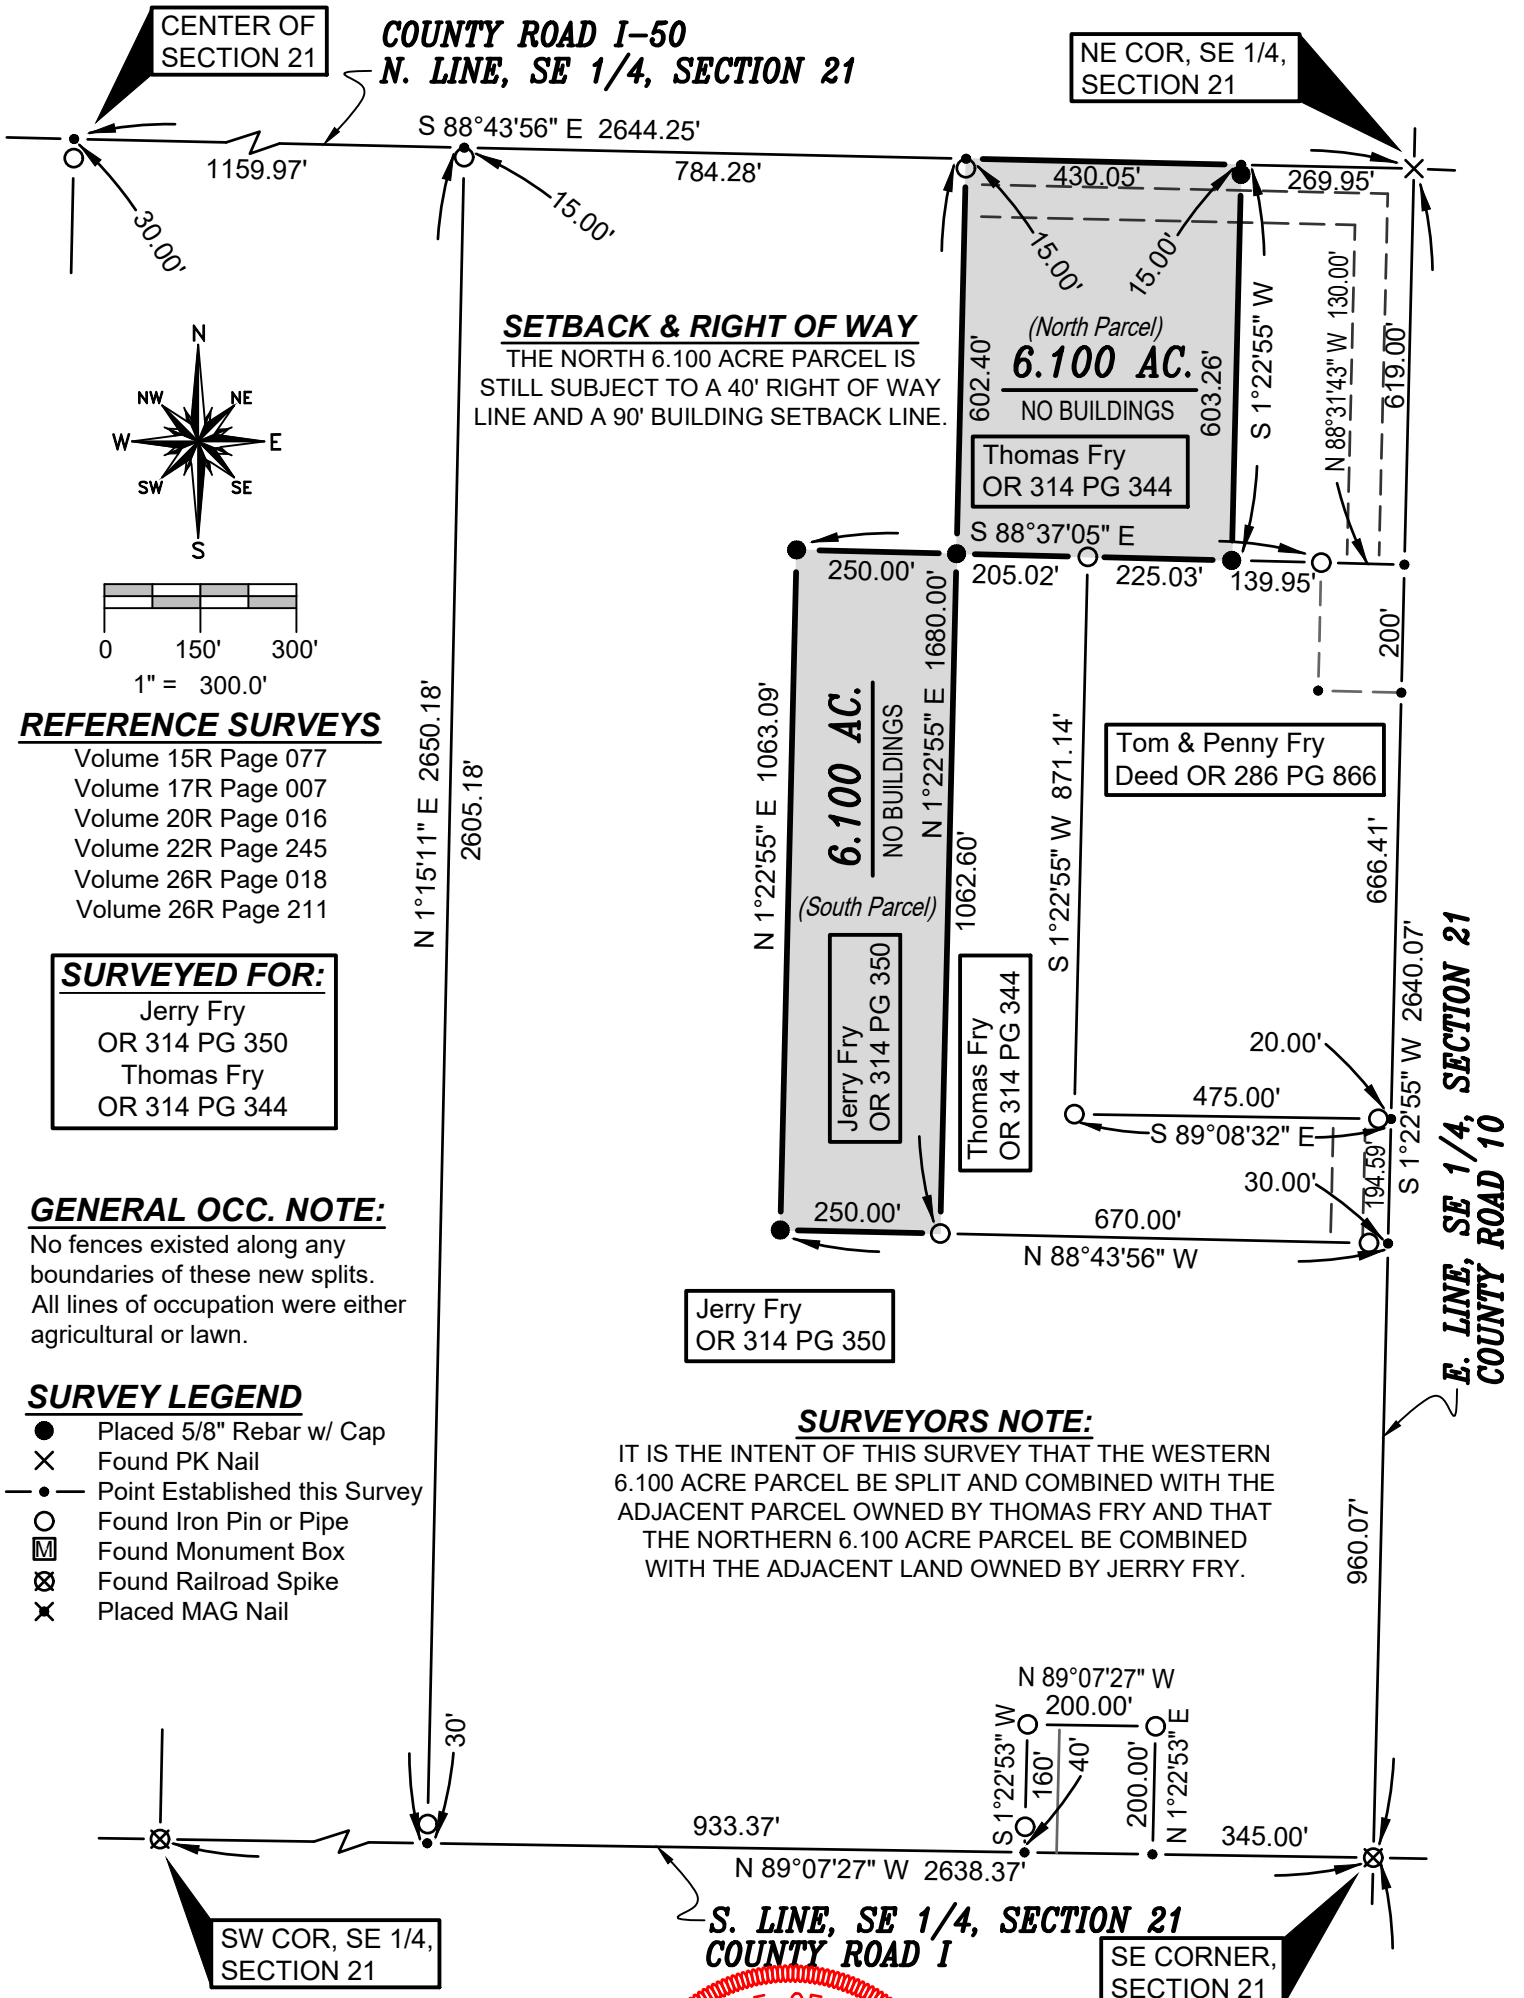 CENTER OF
SECTION 21
COUNTY ROAD I-50
N. LINE, SE 1/4, SECTION 21
NE COR, SE 1/4,
SECTION 21
S 88°43'56" E 2644.25'
1159.97'
784.28'
430.05'
269.95'
30.00'
15.00'
15.00'
15.00'
N
NW
NE
W
E
SW
SE
S
SETBACK & RIGHT OF WAY
THE NORTH 6.100 ACRE PARCEL IS
STILL SUBJECT TO A 40' RIGHT OF WAY
LINE AND A 90' BUILDING SETBACK LINE.
(North Parcel)
6.100 AC.
NO BUILDINGS
602.40'
603.26'
S 1°22'55" W
N 88°31'43" W 130.00'
619.00'
Thomas Fry
OR 314 PG 344
S 88°37'05" E
250.00'
205.02'
225.03'
139.95'
200'
0 150' 300'
1" = 300.0'
REFERENCE SURVEYS
Volume 15R Page 077
Volume 17R Page 007
Volume 20R Page 016
Volume 22R Page 245
Volume 26R Page 018
Volume 26R Page 211
N 1°15'11" E 2650.18'
2605.18'
N 1°22'55" E 1063.09'
6.100 AC.
NO BUILDINGS
(South Parcel)
N 1°22'55" E 1680.00'
1062.60'
S 1°22'55" W 871.14'
Tom & Penny Fry
Deed OR 286 PG 866
666.41'
S 1°22'55" W 2640.07'
E. LINE, SE 1/4, SECTION 21
COUNTY ROAD 10
SURVEYED FOR:
Jerry Fry
OR 314 PG 350
Thomas Fry
OR 314 PG 344
Jerry Fry
OR 314 PG 350
Thomas Fry
OR 314 PG 344
20.00'
475.00'
S 89°08'32" E
194.59'
30.00'
250.00'
670.00'
N 88°43'56" W
GENERAL OCC. NOTE:
No fences existed along any
boundaries of these new splits.
All lines of occupation were either
agricultural or lawn.
Jerry Fry
OR 314 PG 350
SURVEY LEGEND
Placed 5/8" Rebar w/ Cap
Found PK Nail
Point Established this Survey
Found Iron Pin or Pipe
M Found Monument Box
Found Railroad Spike
Placed MAG Nail
SURVEYORS NOTE:
IT IS THE INTENT OF THIS SURVEY THAT THE WESTERN
6.100 ACRE PARCEL BE SPLIT AND COMBINED WITH THE
ADJACENT PARCEL OWNED BY THOMAS FRY AND THAT
THE NORTHERN 6.100 ACRE PARCEL BE COMBINED
WITH THE ADJACENT LAND OWNED BY JERRY FRY.
960.07'
N 89°07'27" W
200.00'
S 1°22'53" W
160'
40'
200.00'
N 1°22'53" E
30'
933.37'
345.00'
N 89°07'27" W 2638.37'
S. LINE, SE 1/4, SECTION 21
COUNTY ROAD I
SW COR, SE 1/4,
SECTION 21
SE CORNER,
SECTION 21